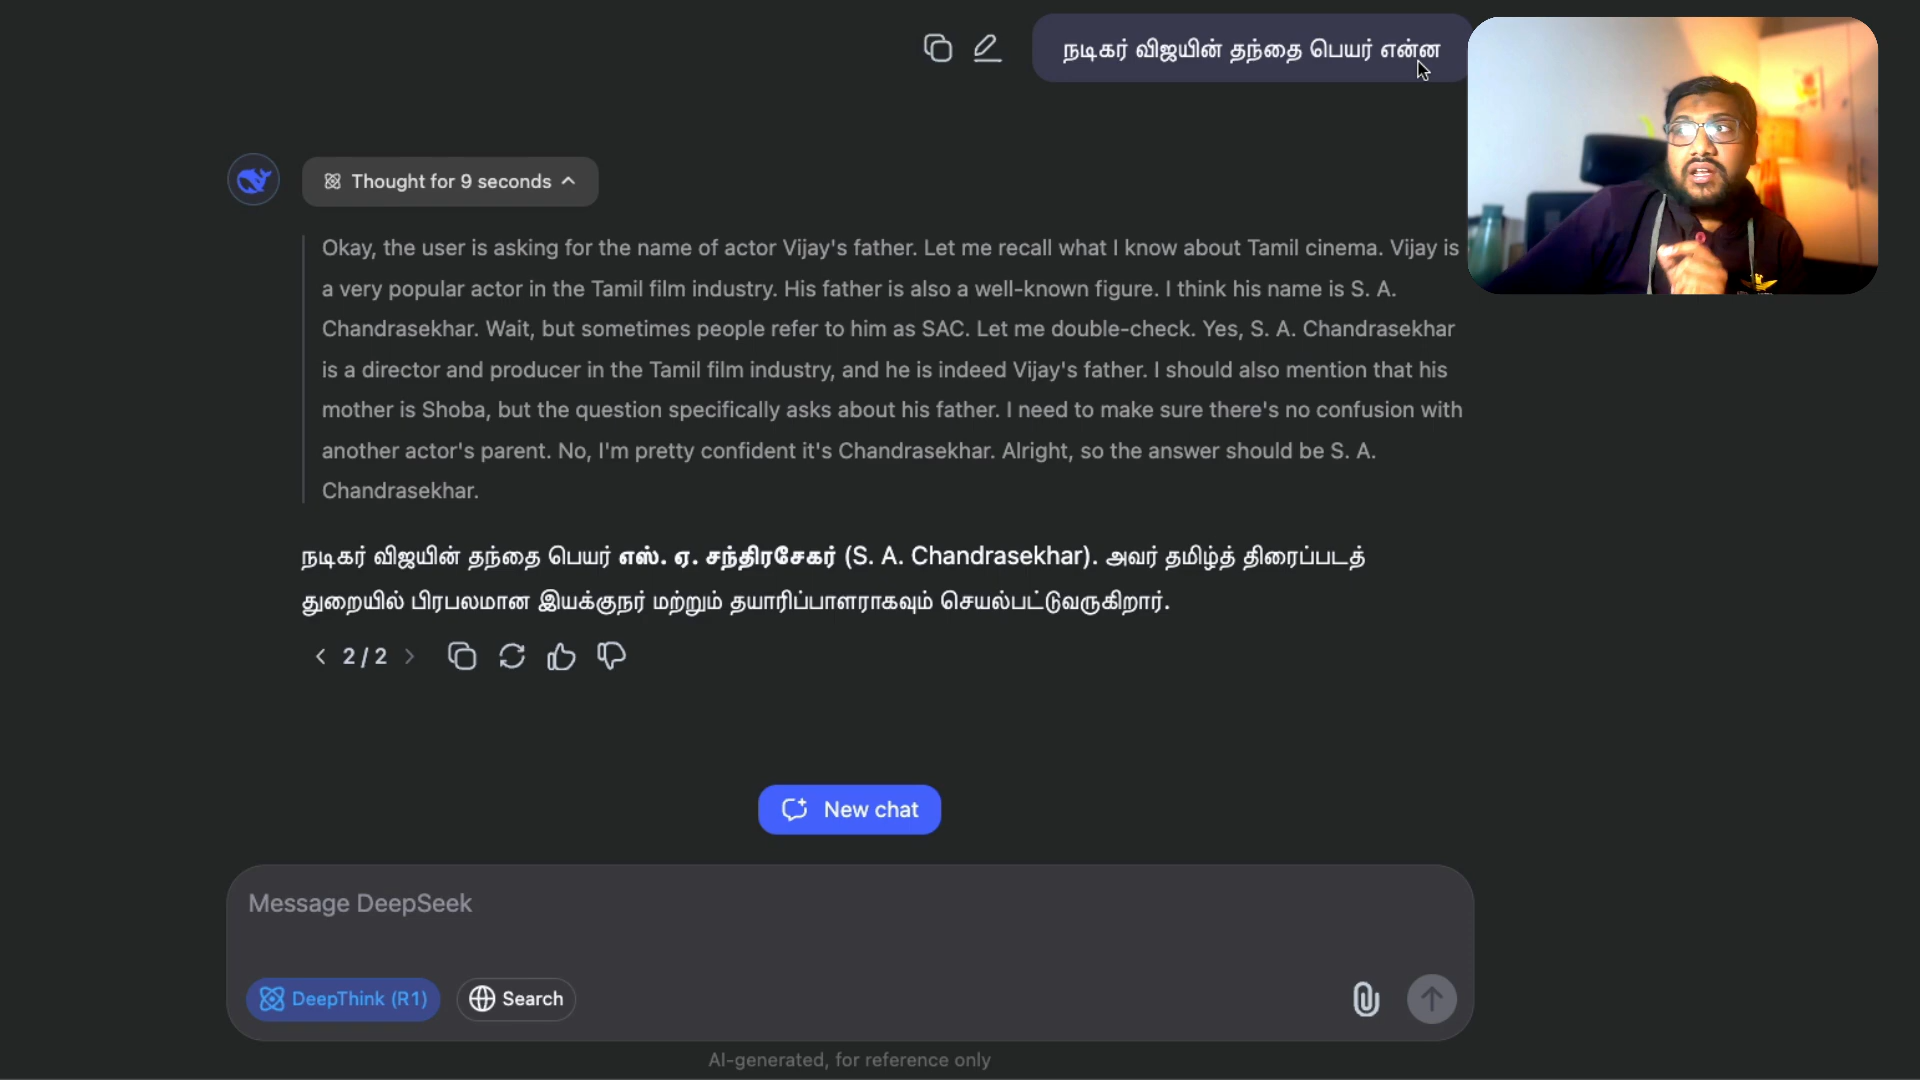 நடிகர் விஜயின் தந்தை பெயர் என்ன
Thought for 9 seconds
Okay, the user is asking for the name of actor Vijay's father. Let me recall what I know about Tamil cinema. Vijay is
a very popular actor in the Tamil film industry. His father is also a well-known figure. I think his name is S. A.
Chandrasekhar. Wait, but sometimes people refer to him as SAC. Let me double-check. Yes, S. A. Chandrasekhar
is a director and producer in the Tamil film industry, and he is indeed Vijay's father. I should also mention that his
mother is Shoba, but the question specifically asks about his father. I need to make sure there's no confusion with
another actor's parent. No, I'm pretty confident it's Chandrasekhar. Alright, so the answer should be S. A.
Chandrasekhar.
நடிகர் விஜயின் தந்தை பெயர் எஸ். ஏ. சந்திரசேகர் (S. A. Chandrasekhar). அவர் தமிழ்த் திரைப்படத்
துறையில் பிரபலமான இயக்குநர் மற்றும் தயாரிப்பாளராகவும் செயல்பட்டுவருகிறார்.
2 / 2
New chat
Message DeepSeek
DeepThink (R1)
Search
AI-generated, for reference only